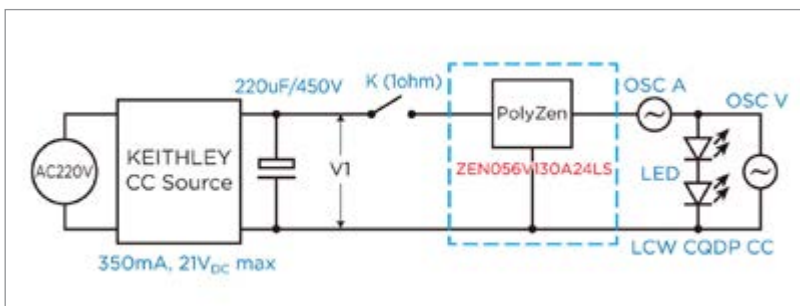 220uF/450V
K (1ohm)
OSC A
OSC V
AC220V
KEITHLEY
CC Source
V1
PolyZen
ZEN056V130A24LS
LED
350mA, 21VDC max
LCW CQDP CC